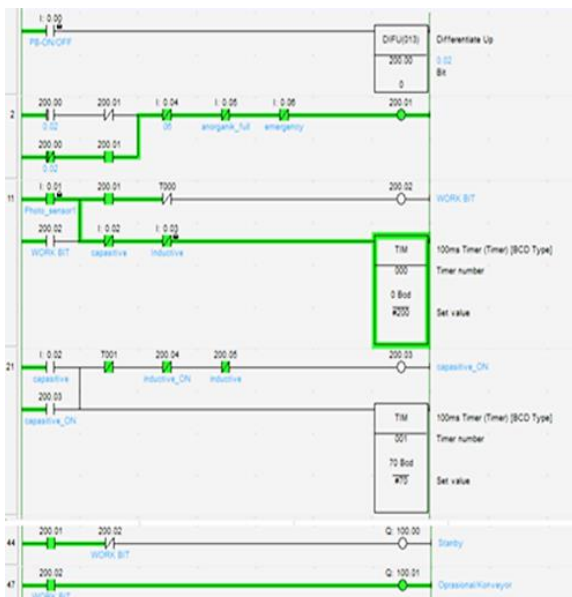 I: 0.00
PB-ON/OFF
DIFU(013)
Differentiate Up
200.00
0.02
Bit
0
2
200.00 200.01 I: 0.04 I: 0.05 I: 0.06 200.01
0.02 anorganik_full emergency
200.00 200.01
0.02
11
I: 0.01 200.01 T000 200.02
Photo_sensor1 WORK BIT
200.02 I: 0.02 I: 0.03
WORK BIT capasitive Inductive
TIM
100ms Timer (Timer) [BCD Type]
000
Timer number
0 Bcd
#200
Set value
21
I: 0.02 T001 200.04 200.05 200.03
capasitive inductive_ON inductive capasitive_ON
200.03
capasitive_ON
TIM
100ms Timer (Timer) [BCD Type]
001
Timer number
70 Bcd
#70
Set value
44
200.01 200.02 Q: 100.00
WORK BIT Stanby
47
200.02 Q: 100.01
WORK BIT Oprasional/Konveyor